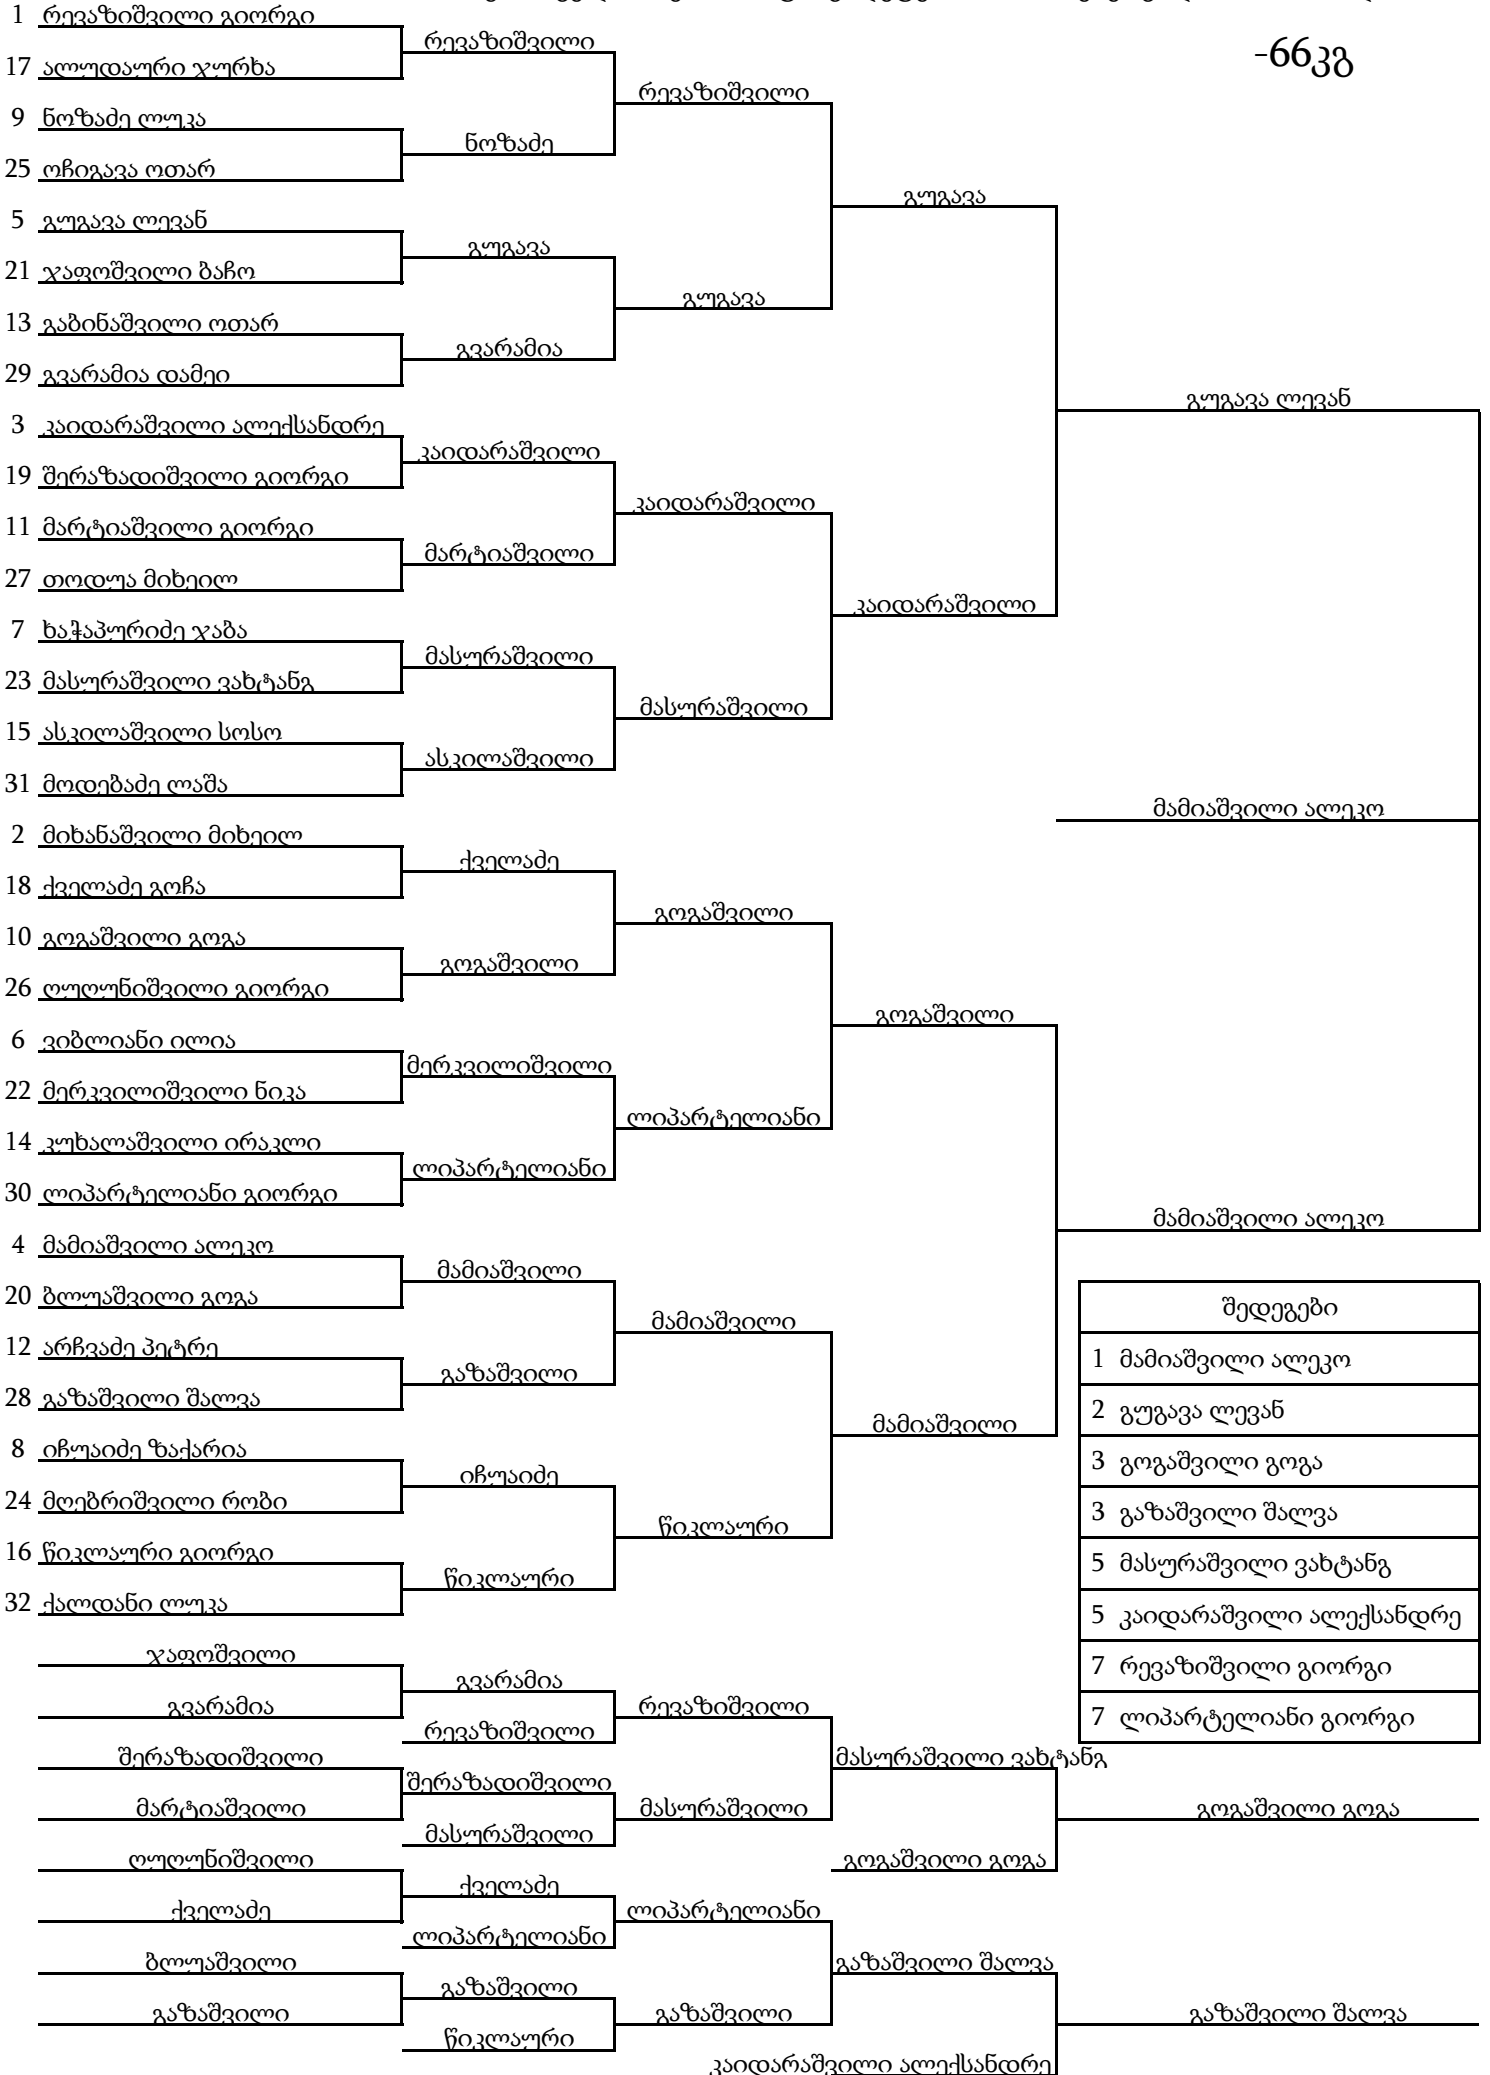 1 რევაზიშვილი გიორგი
რევაზიშვილი
-66კგ
17 ალუდაური ჯურხა
რევაზიშვილი
9 ნოზაძე ლუკა
ნოზაძე
25 ოჩიგავა ოთარ
გუგავა
5 გუგავა ლევან
გუგავა
21 ჯაფოშვილი ბაჩო
გუგავა
13 გაბინაშვილი ოთარ
გვარამია
29 გვარამია დამეი
გუგავა ლევან
3 კაიდარაშვილი ალექსანდრე
კაიდარაშვილი
19 შერაზადიშვილი გიორგი
კაიდარაშვილი
11 მარტიაშვილი გიორგი
მარტიაშვილი
27 თოდუა მიხეილ
კაიდარაშვილი
7 ხაჭაპურიძე ჯაბა
მასურაშვილი
23 მასურაშვილი ვახტანგ
მასურაშვილი
15 ასკილაშვილი სოსო
ასკილაშვილი
31 მოდებაძე ლაშა
მამიაშვილი ალეკო
2 მიხანაშვილი მიხეილ
ქველაძე
18 ქველაძე გოჩა
გოგაშვილი
10 გოგაშვილი გოგა
გოგაშვილი
26 ღუღუნიშვილი გიორგი
გოგაშვილი
6 ვიბლიანი ილია
მერკვილიშვილი
22 მერკვილიშვილი ნიკა
ლიპარტელიანი
14 კუხალაშვილი ირაკლი
ლიპარტელიანი
30 ლიპარტელიანი გიორგი
მამიაშვილი ალეკო
4 მამიაშვილი ალეკო
მამიაშვილი
20 ბლუაშვილი გოგა
შედეგები
მამიაშვილი
12 არჩვაძე პეტრე
1 მამიაშვილი ალეკო
გაზაშვილი
28 გაზაშვილი შალვა
2 გუგავა ლევან
მამიაშვილი
8 იჩუაიძე ზაქარია
3 გოგაშვილი გოგა
იჩუაიძე
24 მღებრიშვილი რობი
3 გაზაშვილი შალვა
წიკლაური
16 წიკლაური გიორგი
5 მასურაშვილი ვახტანგ
წიკლაური
32 ქალდანი ლუკა
5 კაიდარაშვილი ალექსანდრე
ჯაფოშვილი
7 რევაზიშვილი გიორგი
გვარამია
გვარამია
რევაზიშვილი
7 ლიპარტელიანი გიორგი
რევაზიშვილი
შერაზადიშვილი
მასურაშვილი ვახტანგ
შერაზადიშვილი
მარტიაშვილი
მასურაშვილი
გოგაშვილი გოგა
მასურაშვილი
ღუღუნიშვილი
გოგაშვილი გოგა
ქველაძე
ქველაძე
ლიპარტელიანი
ლიპარტელიანი
ბლუაშვილი
გაზაშვილი შალვა
გაზაშვილი
გაზაშვილი
გაზაშვილი
გაზაშვილი შალვა
წიკლაური
კაიდარაშვილი ალექსანდრე